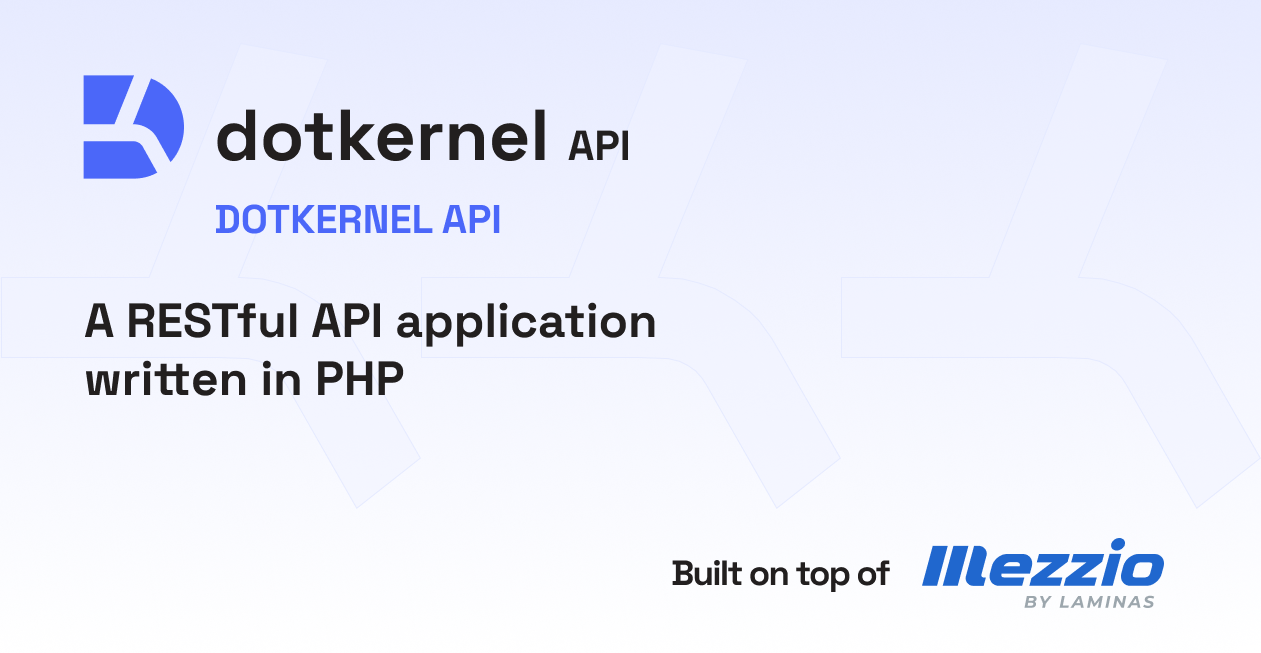 dotkernel API
DOTKERNEL API
A RESTful API application
written in PHP
Built on top of mezzio
BY LAMINAS